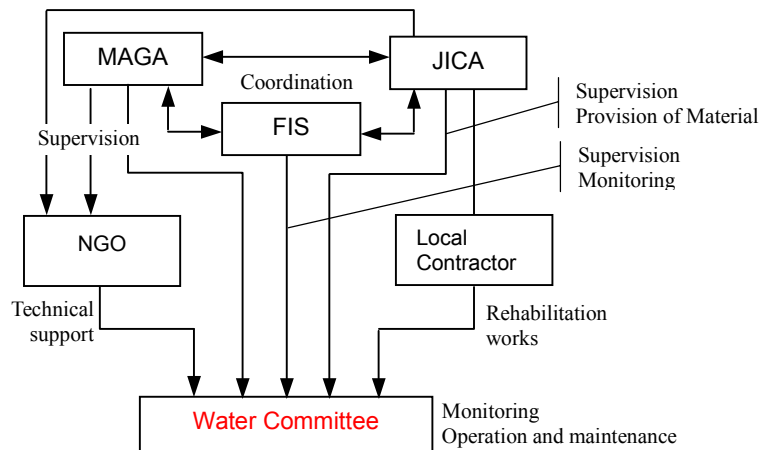 MAGA
JICA
Coordination
FIS
Supervision
Provision of Material
Supervision
Supervision
Monitoring
NGO
Local
Contractor
Technical
support
Rehabilitation
works
Water Committee
Monitoring
Operation and maintenance